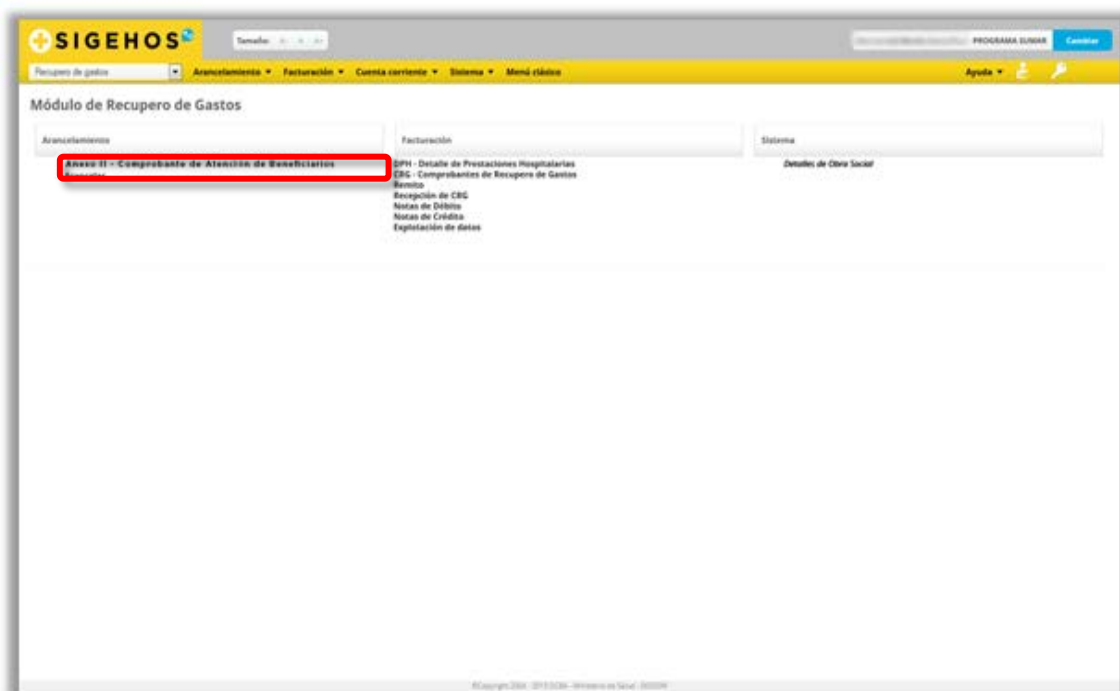 SIGEHOS
Tamaño:
PROGRAMA SUMAR
Cambiar
Recupero de gastos
Arancelamiento
Facturación
Cuenta corriente
Sistema
Menú clásico
Ayuda
Módulo de Recupero de Gastos
Arancelamiento
Anexo II - Comprobante de Atención de Beneficiarios
Facturación
DPH - Detalle de Prestaciones Hospitalarias
CRG - Comprobantes de Recupero de Gastos
Remito
Recepción de CRG
Notas de Débito
Notas de Crédito
Explotación de datos
Sistema
Detalles de Obra Social